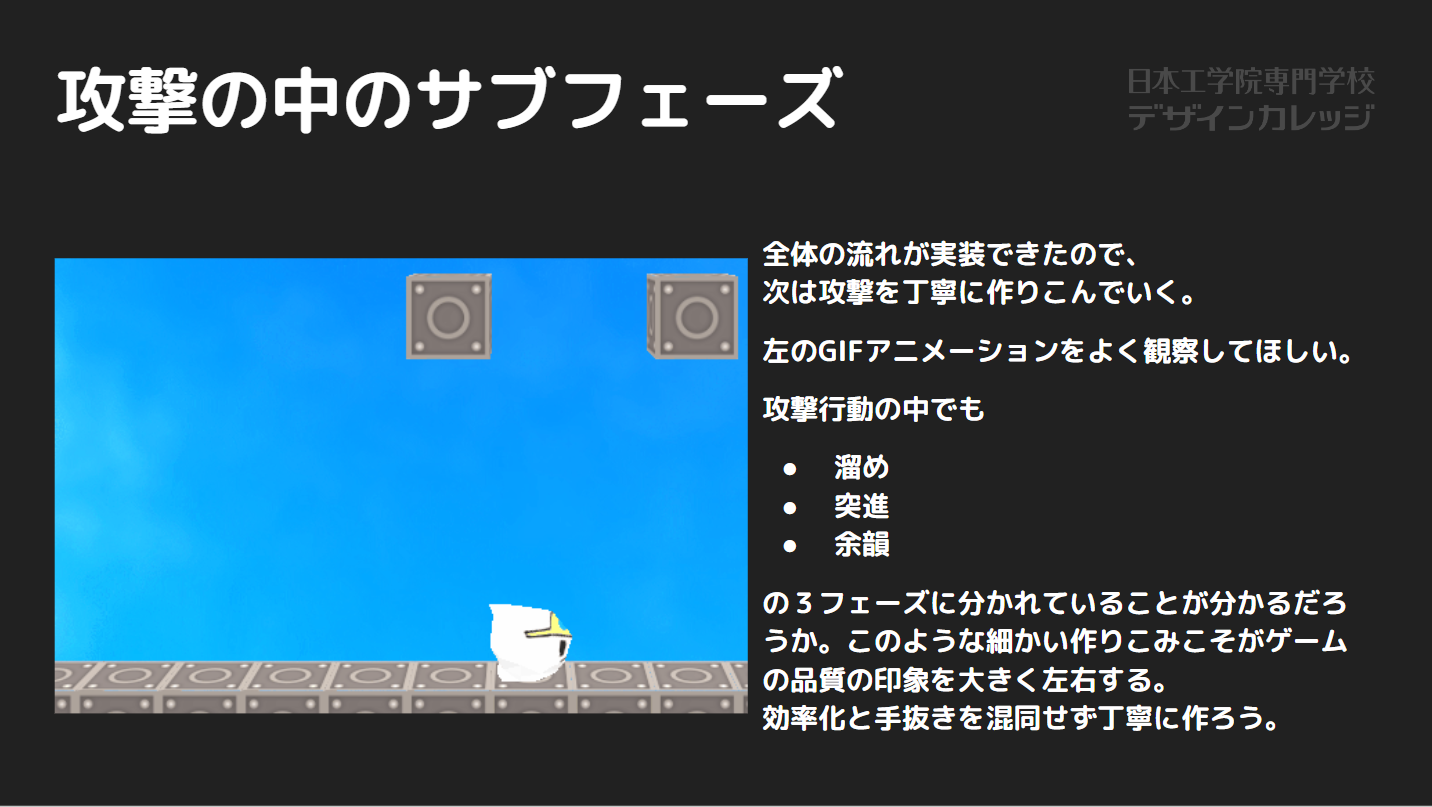 攻撃の中のサブフェーズ
日本工学院専門学校
デザインカレッジ
全体の流れが実装できたので、
次は攻撃を丁寧に作りこんでいく。
左のGIFアニメーションをよく観察してほしい。
攻撃行動の中でも
● 溜め
● 突進
● 余韻
の３フェーズに分かれていることが分かるだろ
うか。このような細かい作りこみこそがゲーム
の品質の印象を大きく左右する。
効率化と手抜きを混同せず丁寧に作ろう。